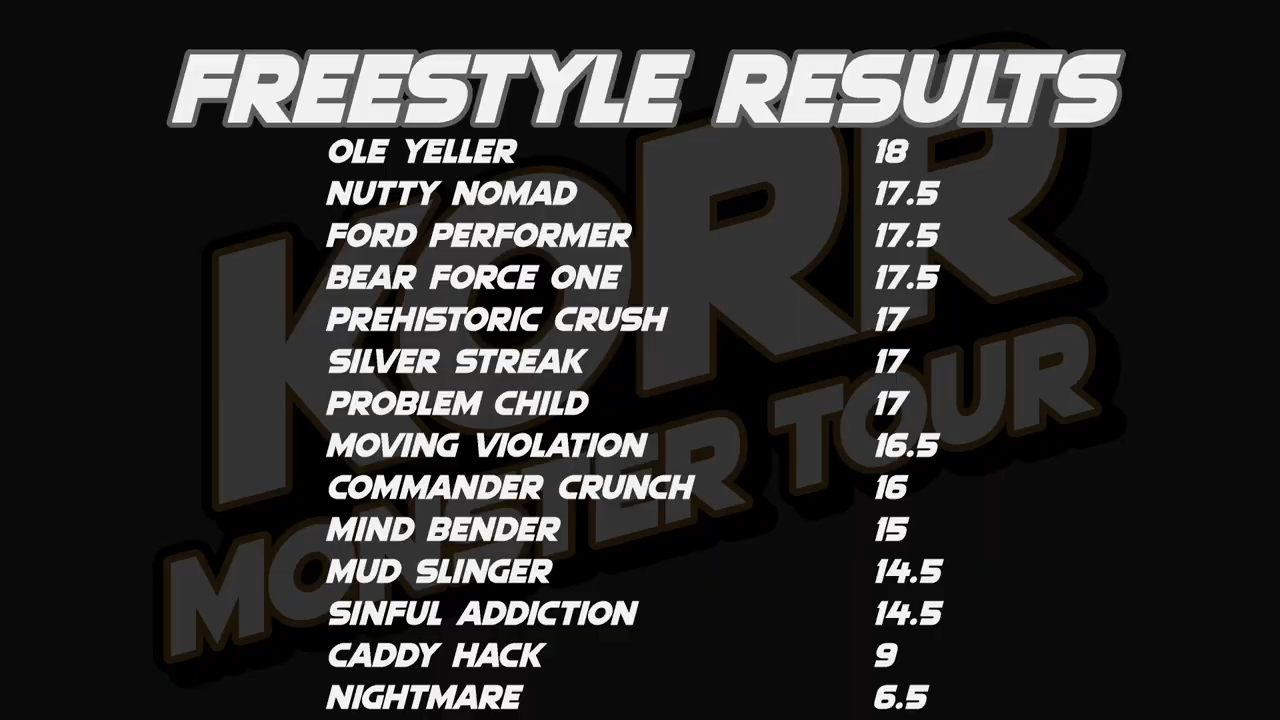 FREESTYLE RESULTS
OLE YELLER 18
NUTTY NOMAD 17.5
FORD PERFORMER 17.5
BEAR FORCE ONE 17.5
PREHISTORIC CRUSH 17
SILVER STREAK 17
PROBLEM CHILD 17
MOVING VIOLATION 16.5
COMMANDER CRUNCH 16
MIND BENDER 15
MUD SLINGER 14.5
SINFUL ADDICTION 14.5
CADDY HACK 9
NIGHTMARE 6.5
KORR
MONSTER TOUR